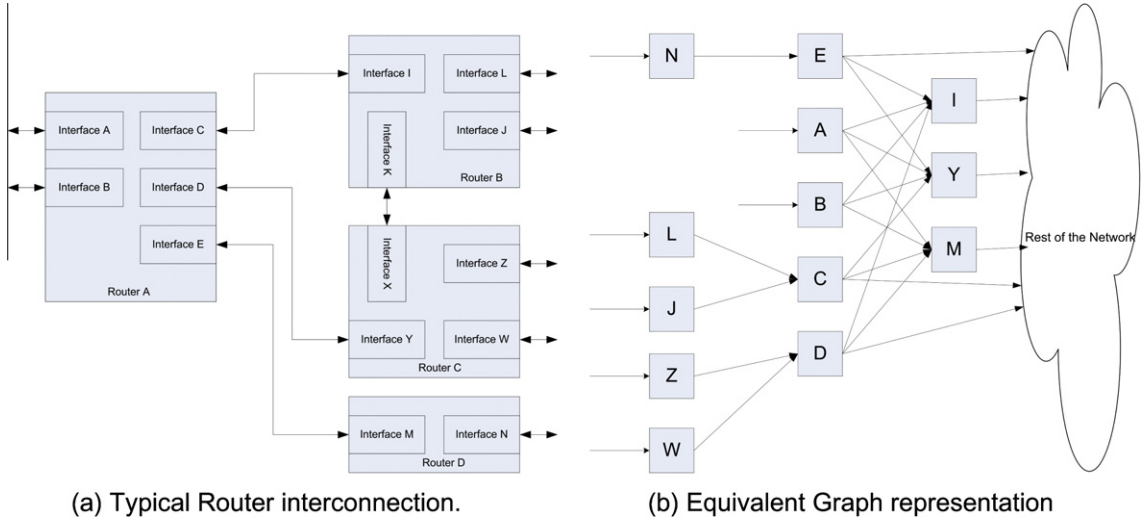 Interface A
Interface B
Interface C
Interface D
Interface E
Router A
Interface I
Interface L
Interface K
Interface J
Router B
Interface X
Interface Z
Interface Y
Interface W
Router C
Interface M
Interface N
Router D
(a) Typical Router interconnection.
N
E
I
A
Y
B
L
M
C
J
D
Z
W
Rest of the Network
(b) Equivalent Graph representation